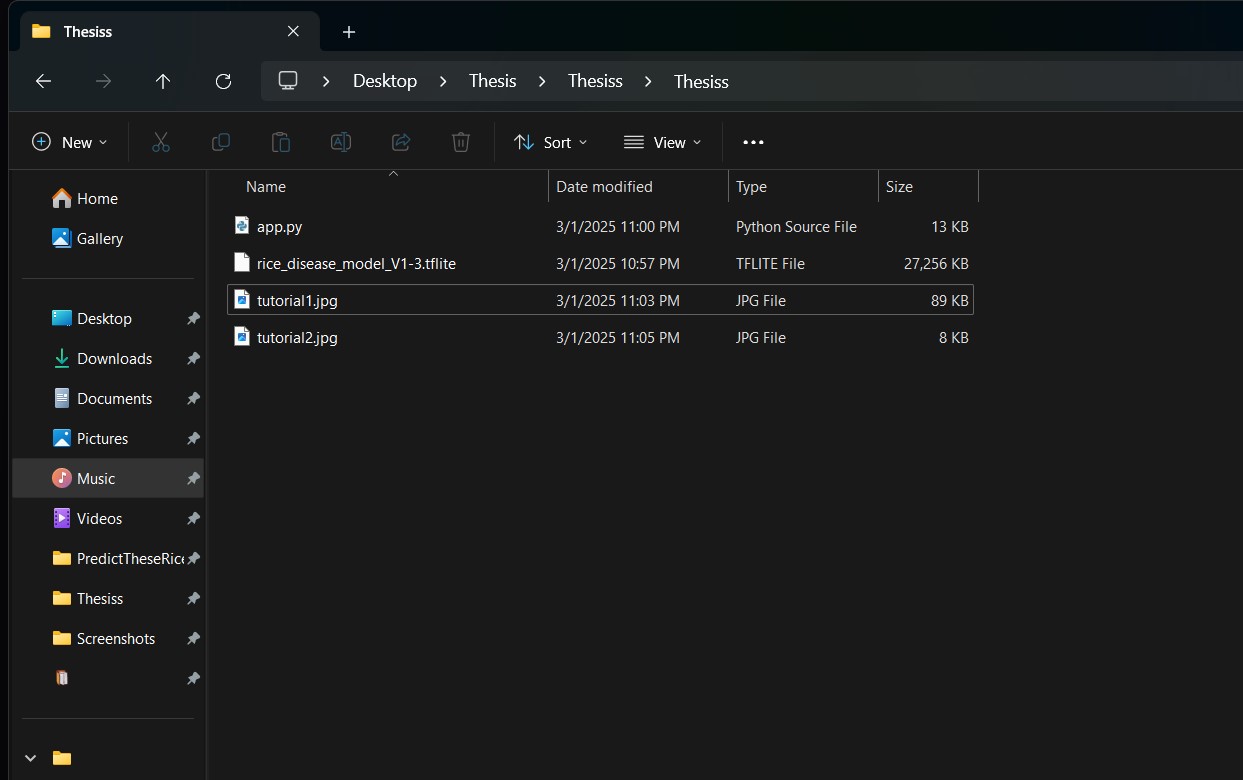 Thesiss
Desktop > Thesis > Thesiss > Thesiss
New Sort View
Name Date modified Type Size
app.py 3/1/2025 11:00 PM Python Source File 13 KB
rice_disease_model_V1-3.tflite 3/1/2025 10:57 PM TFLITE File 27,256 KB
tutorial1.jpg 3/1/2025 11:03 PM JPG File 89 KB
tutorial2.jpg 3/1/2025 11:05 PM JPG File 8 KB
Home
Gallery
Desktop
Downloads
Documents
Pictures
Music
Videos
PredictTheseRice
Thesiss
Screenshots